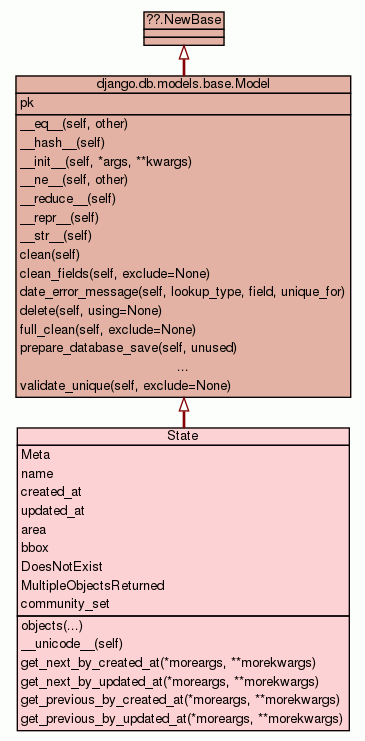 ??.NewBase
django.db.models.base.Model
pk
__eq__(self, other)
__hash__(self)
__init__(self, *args, **kwargs)
__ne__(self, other)
__reduce__(self)
__repr__(self)
__str__(self)
clean(self)
clean_fields(self, exclude=None)
date_error_message(self, lookup_type, field, unique_for)
delete(self, using=None)
full_clean(self, exclude=None)
prepare_database_save(self, unused)
...
validate_unique(self, exclude=None)
State
Meta
name
created_at
updated_at
area
bbox
DoesNotExist
MultipleObjectsReturned
community_set
objects(...)
__unicode__(self)
get_next_by_created_at(*moreargs, **morekwargs)
get_next_by_updated_at(*moreargs, **morekwargs)
get_previous_by_created_at(*moreargs, **morekwargs)
get_previous_by_updated_at(*moreargs, **morekwargs)